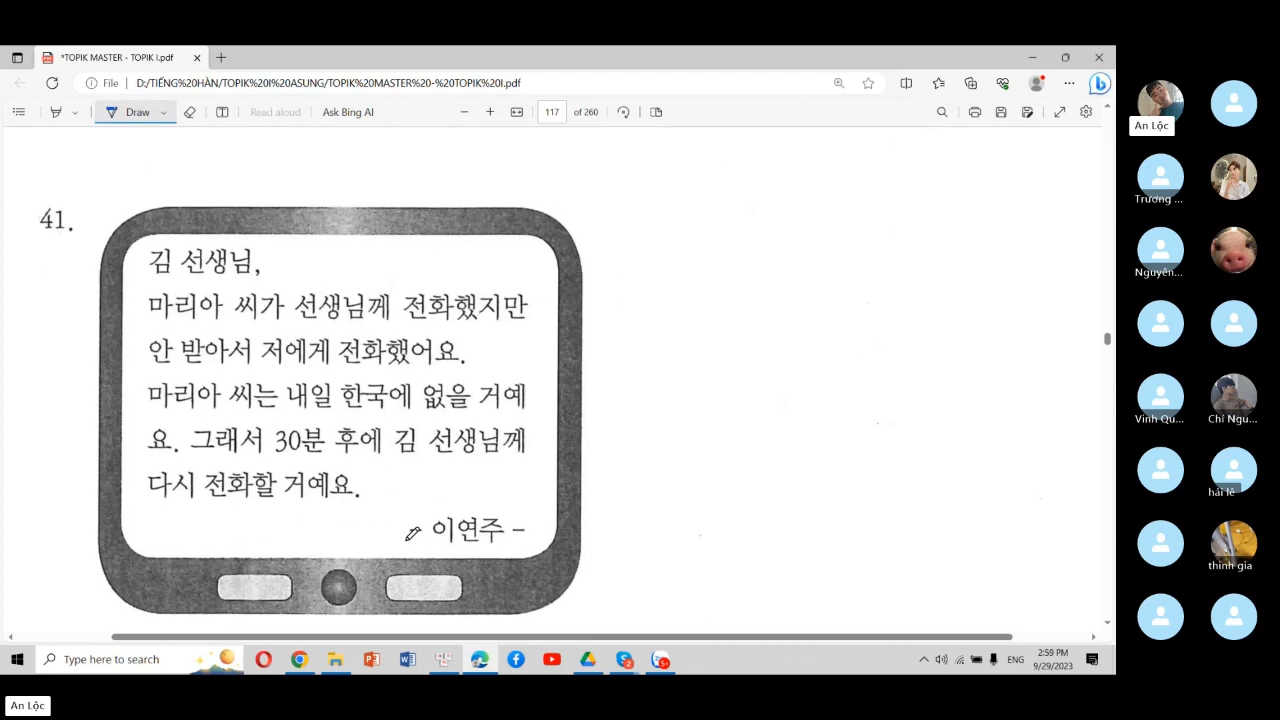 *TOPIK MASTER - TOPIK I.pdf
File D:/TIẾNG%20HÀN/TOPIK%20I%20ASUNG/TOPIK%20MASTER%20-%20TOPIK%20I.pdf
Draw Read aloud Ask Bing AI 117 of 260
41.
김 선생님,
마리아 씨가 선생님께 전화했지만
안 받아서 저에게 전화했어요.
마리아 씨는 내일 한국에 없을 거예
요. 그래서 30분 후에 김 선생님께
다시 전화할 거예요.
이연주 –
An Lộc
Trương ...
Nguyên...
Vinh Qu...
Chí Ngu...
hải lê
thinh gia
Type here to search
2
5+
ENG
2:59 PM
9/29/2023
An Lộc